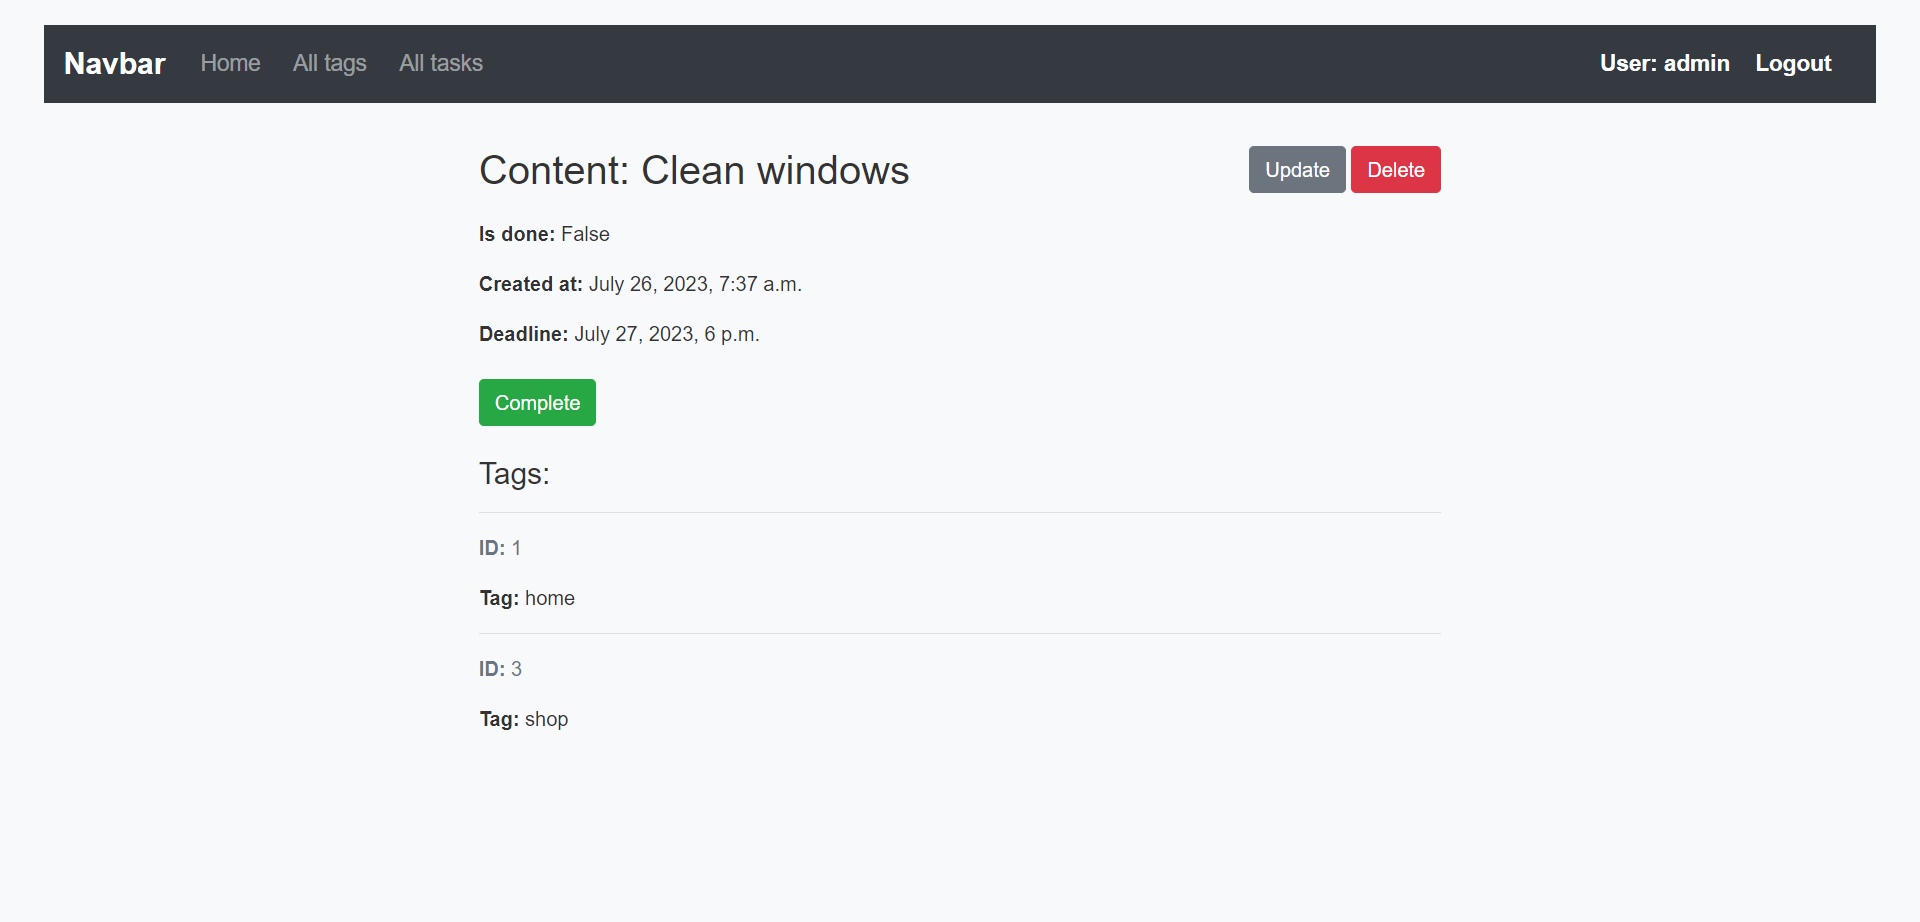 Navbar Home All tags All tasks User: admin Logout
Content: Clean windows Update Delete
Is done: False
Created at: July 26, 2023, 7:37 a.m.
Deadline: July 27, 2023, 6 p.m.
Complete
Tags:
ID: 1
Tag: home
ID: 3
Tag: shop